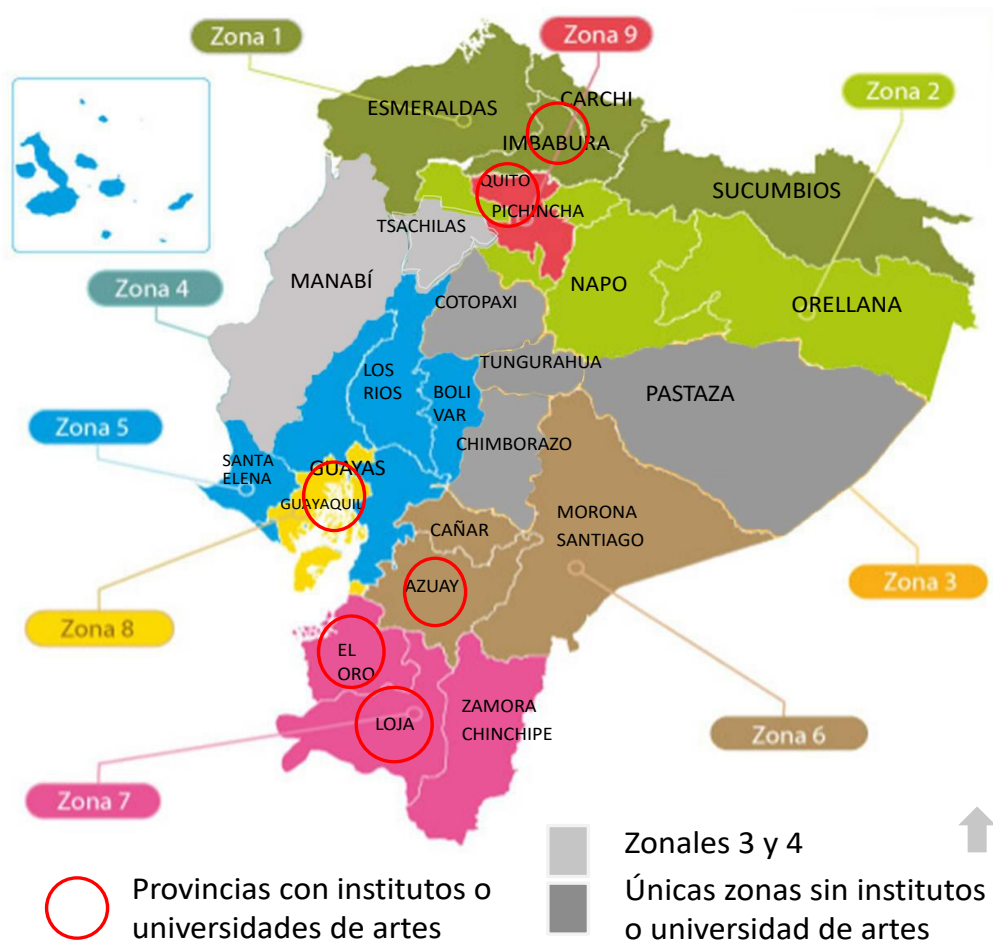 Zona 1
Zona 9
Zona 2
CARCHI
ESMERALDAS
IMBABURA
QUITO
SUCUMBIOS
PICHINCHA
TSACHILAS
MANABÍ
Zona 4
NAPO
COTOPAXI
ORELLANA
TUNGURAHUA
LOS
RIOS
BOLI
VAR
PASTAZA
Zona 5
CHIMBORAZO
SANTA
ELENA
GUAYAS
GUAYAQUIL
MORONA
SANTIAGO
CAÑAR
AZUAY
Zona 3
Zona 8
EL
ORO
LOJA
ZAMORA
CHINCHIPE
Zona 6
Zona 7
Zonales 3 y 4
Provincias con institutos o
universidades de artes
Únicas zonas sin institutos
o universidad de artes